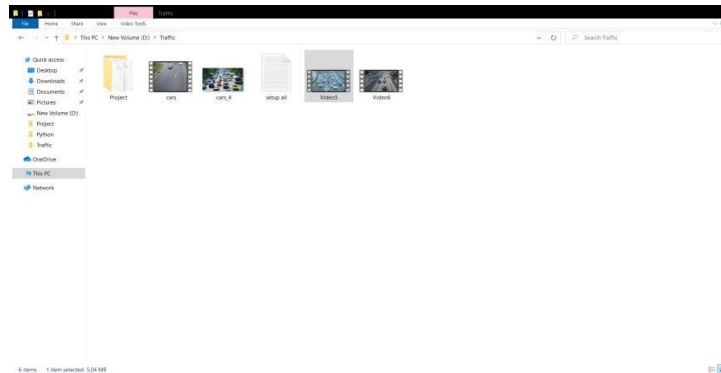 Play Traffic
File Home Share View Video Tools
This PC > New Volume (D:) > Traffic
Search Traffic
Quick access
Desktop
Downloads
Documents
Pictures
New Volume (D:)
Project
Python
Traffic
OneDrive
This PC
Network
Project cars cars_4 setup all Video5 Video6
6 items 1 item selected 5.04 MB